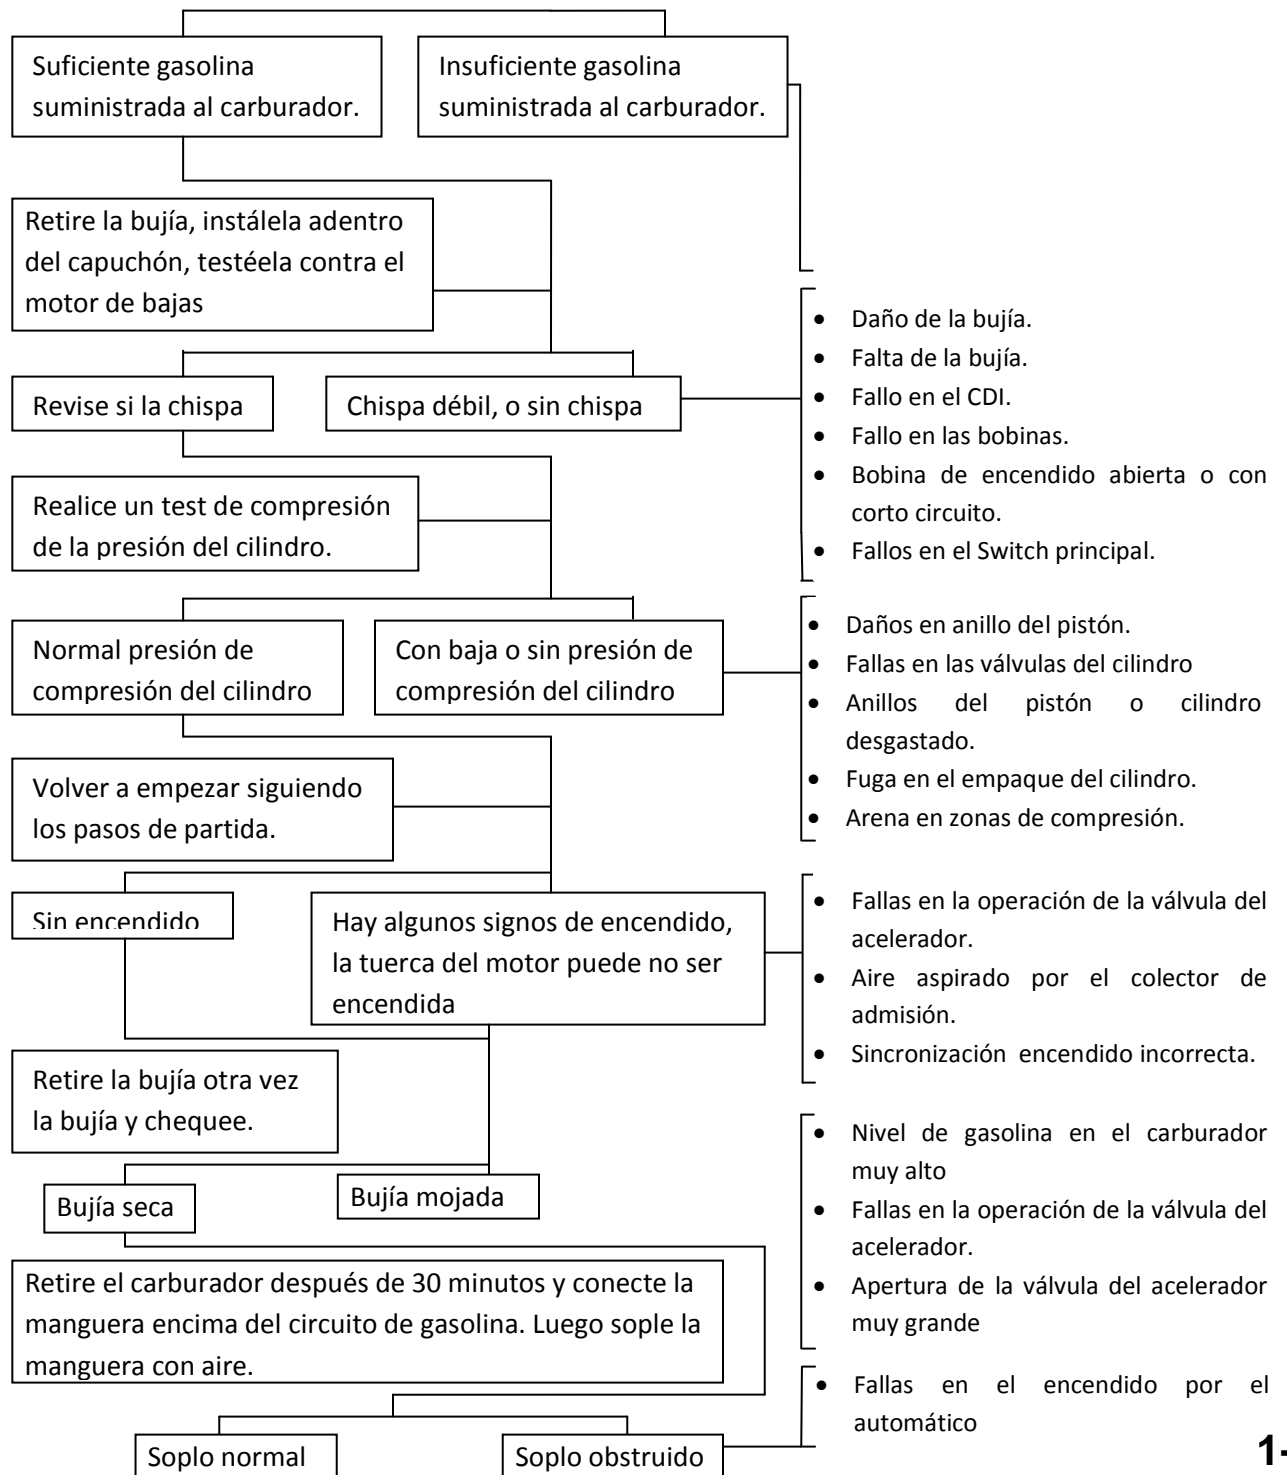 Suficiente gasolina
suministrada al carburador.
Insuficiente gasolina
suministrada al carburador.
Retire la bujía, instálela adentro
del capuchón, testéela contra el
motor de bajas
• Daño de la bujía.
• Falta de la bujía.
• Fallo en el CDI.
• Fallo en las bobinas.
• Bobina de encendido abierta o con
corto circuito.
• Fallos en el Switch principal.
Revise si la chispa
Chispa débil, o sin chispa
Realice un test de compresión
de la presión del cilindro.
Normal presión de
compresión del cilindro
Con baja o sin presión de
compresión del cilindro
• Daños en anillo del pistón.
• Fallas en las válvulas del cilindro
• Anillos del pistón o cilindro
desgastado.
• Fuga en el empaque del cilindro.
• Arena en zonas de compresión.
Volver a empezar siguiendo
los pasos de partida.
Sin encendido
Hay algunos signos de encendido,
la tuerca del motor puede no ser
encendida
• Fallas en la operación de la válvula del
acelerador.
• Aire aspirado por el colector de
admisión.
• Sincronización encendido incorrecta.
Retire la bujía otra vez
la bujía y chequee.
Bujía seca
Bujía mojada
• Nivel de gasolina en el carburador
muy alto
• Fallas en la operación de la válvula del
acelerador.
• Apertura de la válvula del acelerador
muy grande
Retire el carburador después de 30 minutos y conecte la
manguera encima del circuito de gasolina. Luego sople la
manguera con aire.
• Fallas en el encendido por el
automático
Soplo normal
Soplo obstruido
1-